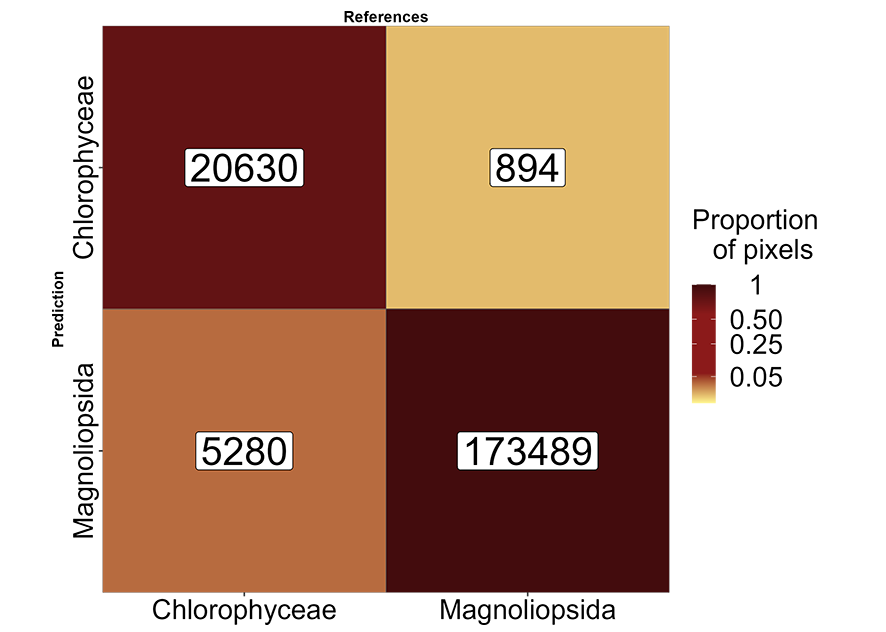 References
Chlorophyceae
20630
894
Prediction
Magnoliopsida
5280
173489
Chlorophyceae
Magnoliopsida
Proportion
of pixels
1
0.50
0.25
0.05